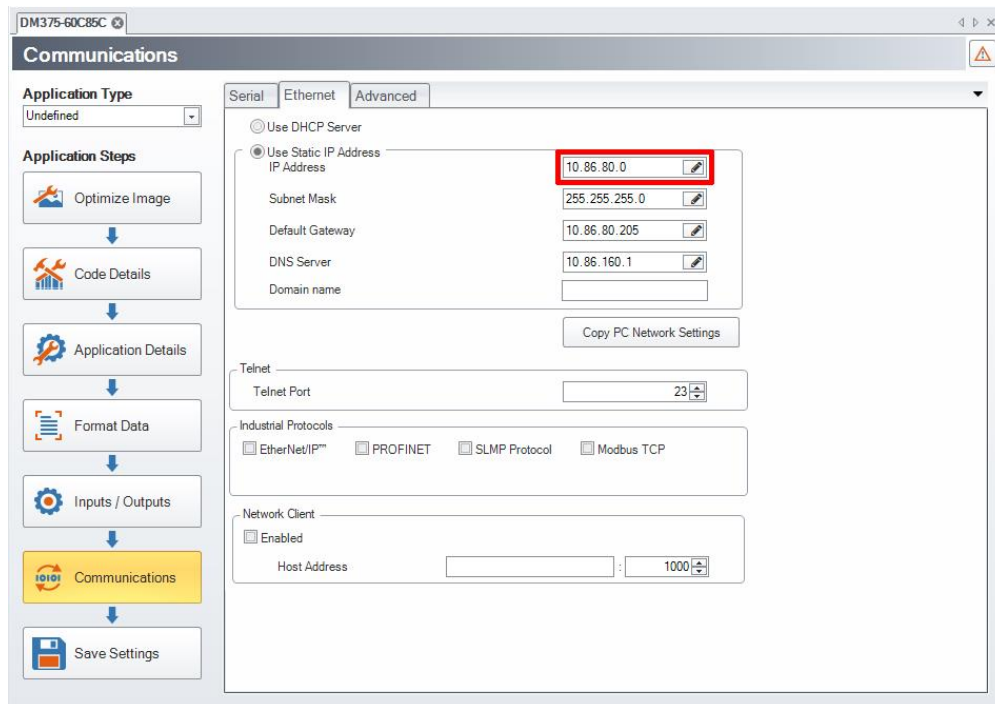 DM375-60C85C
Communications
Application Type
Undefined
Application Steps
Optimize Image
Code Details
Application Details
Format Data
Inputs / Outputs
Communications
Save Settings
Serial Ethernet Advanced
Use DHCP Server
Use Static IP Address
IP Address 10.86.80.0
Subnet Mask 255.255.255.0
Default Gateway 10.86.80.205
DNS Server 10.86.160.1
Domain name
Copy PC Network Settings
Telnet
Telnet Port 23
Industrial Protocols
EtherNet/IP™ PROFINET SLMP Protocol Modbus TCP
Network Client
Enabled
Host Address : 1000